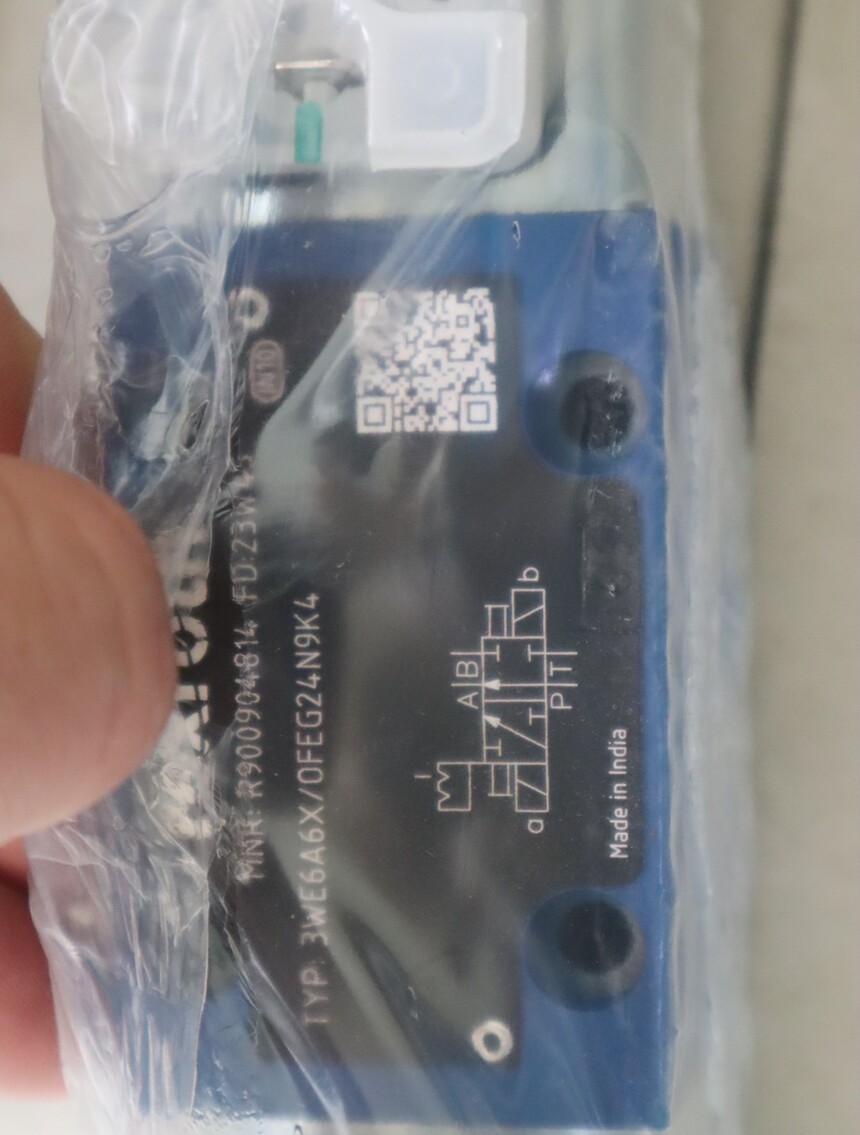 MNR: R900904814 FD:23W
TYP: 3WE6A6X/OFEG24N9K4
A B
P T
a
b
Made in India